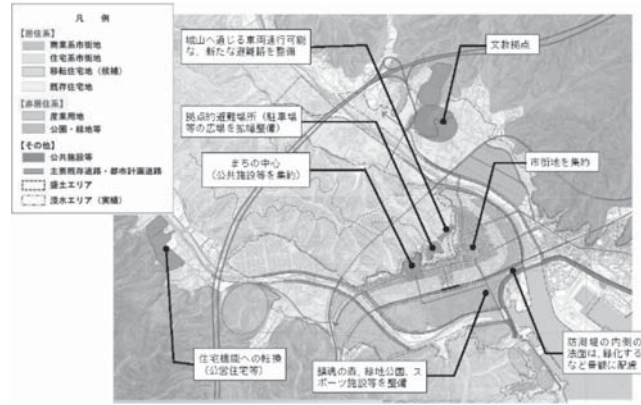 凡 例
【居住系】
商業系市街地
住宅系市街地
移転住宅地（候補）
既存住宅地
【非居住系】
産業用地
公園・緑地等
【その他】
公共施設等
主要既存道路・都市計画道路
盛土エリア
浸水エリア（実績）
城山へ通じる車両通行可能
な、新たな避難路を整備
文教拠点
拠点的避難場所（駐車場
等の広場を拡幅整備）
まちの中心
（公共施設等を集約）
市街地を集約
住宅機能への転換
（公営住宅等）
鎮魂の森、緑地公園、ス
ポーツ施設等を整備
防潮堤の内側の
法面は、緑化する
など景観に配慮